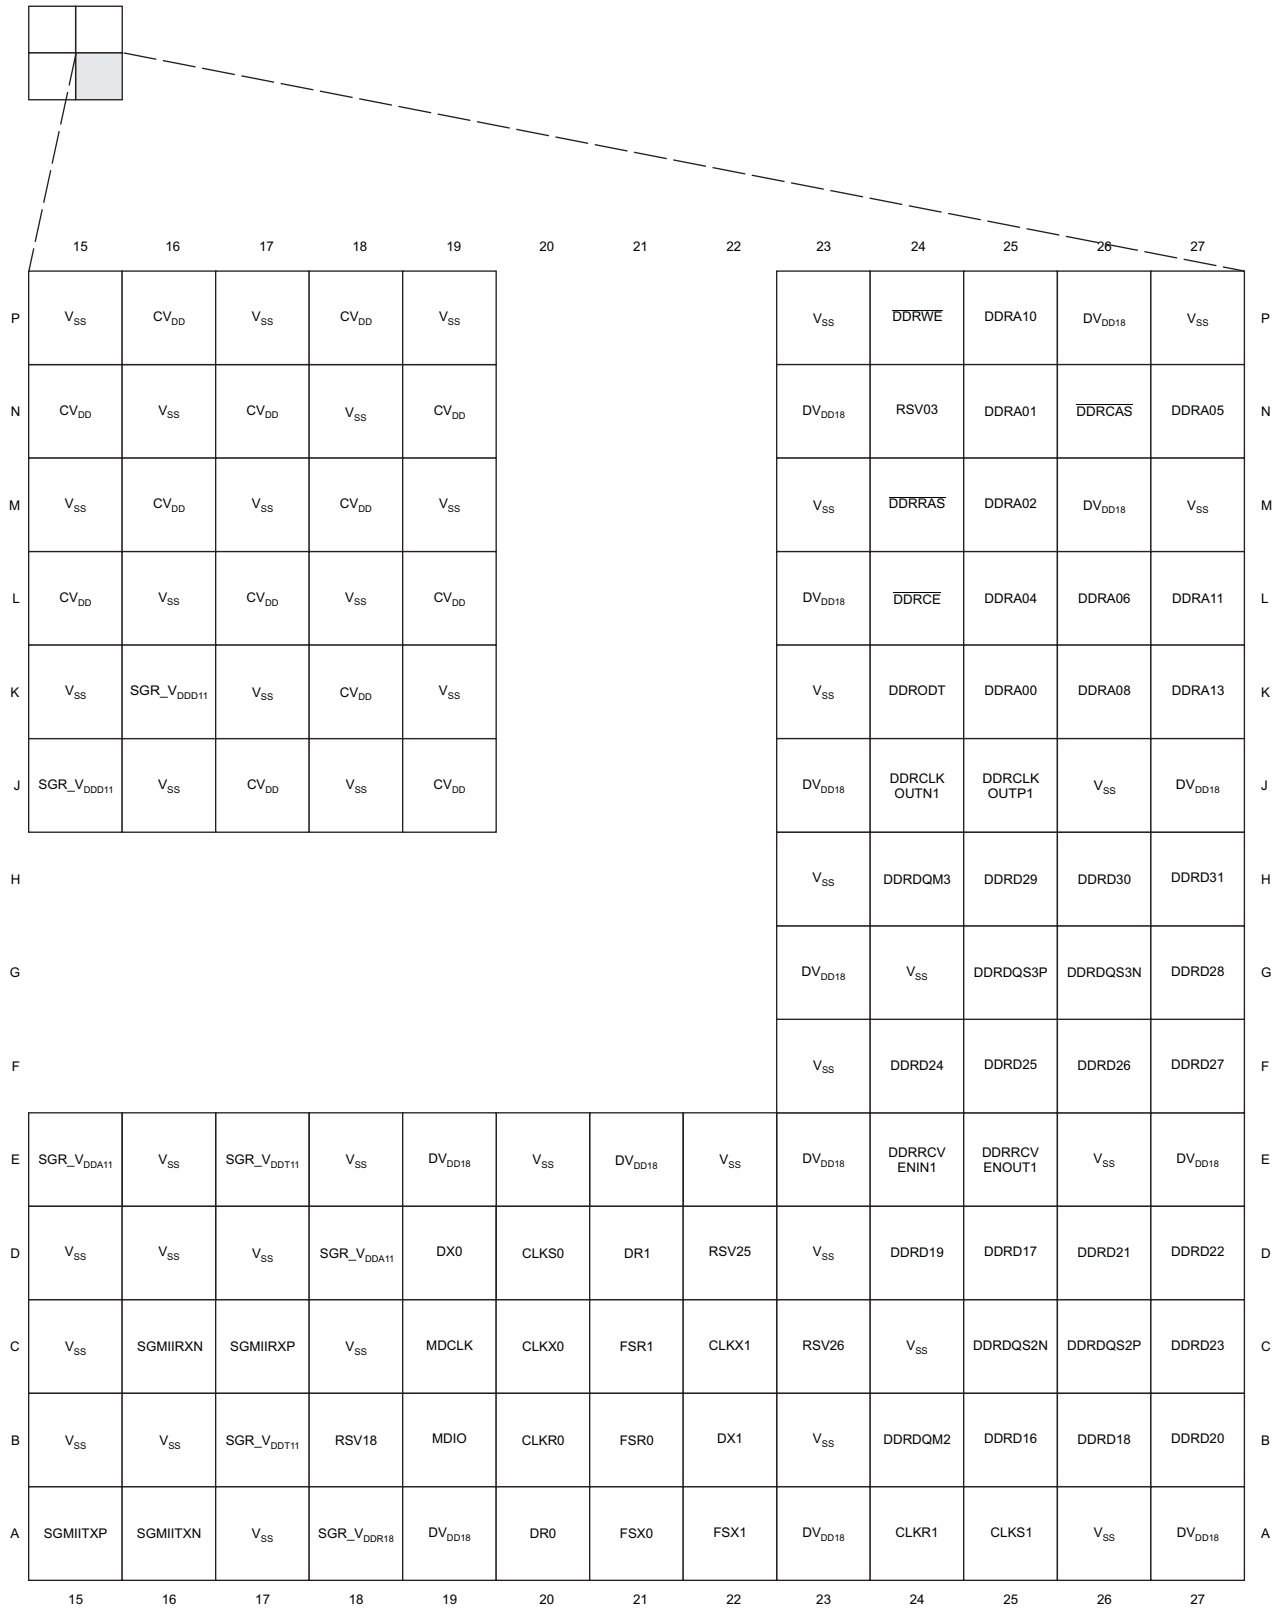 15 16 17 18 19 20 21 22 23 24 25 26 27
P VSS CVDD VSS CVDD VSS VSS DDRWE DDRA10 DVDD18 VSS P
N CVDD VSS CVDD VSS CVDD DVDD18 RSV03 DDRA01 DDRCAS DDRA05 N
M VSS CVDD VSS CVDD VSS VSS DDRRAS DDRA02 DVDD18 VSS M
L CVDD VSS CVDD VSS CVDD DVDD18 DDRCE DDRA04 DDRA06 DDRA11 L
K VSS SGR_VDDD11 VSS CVDD VSS VSS DDRODT DDRA00 DDRA08 DDRA13 K
J SGR_VDDD11 VSS CVDD VSS CVDD DVDD18 DDRCLK OUTN1 DDRCLK OUTP1 VSS DVDD18 J
H VSS DDRDQM3 DDRD29 DDRD30 DDRD31 H
G DVDD18 VSS DDRDQS3P DDRDQS3N DDRD28 G
F VSS DDRD24 DDRD25 DDRD26 DDRD27 F
E SGR_VDDA11 VSS SGR_VDDT11 VSS DVDD18 VSS DVDD18 VSS DVDD18 DDRRCV ENIN1 DDRRCV ENOUT1 VSS DVDD18 E
D VSS VSS VSS SGR_VDDA11 DX0 CLKS0 DR1 RSV25 VSS DDRD19 DDRD17 DDRD21 DDRD22 D
C VSS SGMIIRXN SGMIIRXP VSS MDCLK CLKX0 FSR1 CLKX1 RSV26 VSS DDRDQS2N DDRDQS2P DDRD23 C
B VSS VSS SGR_VDDT11 RSV18 MDIO CLKR0 FSR0 DX1 VSS DDRDQM2 DDRD16 DDRD18 DDRD20 B
A SGMIITXP SGMIITXN VSS SGR_VDDR18 DVDD18 DR0 FSX0 FSX1 DVDD18 CLKR1 CLKS1 VSS DVDD18 A
15 16 17 18 19 20 21 22 23 24 25 26 27